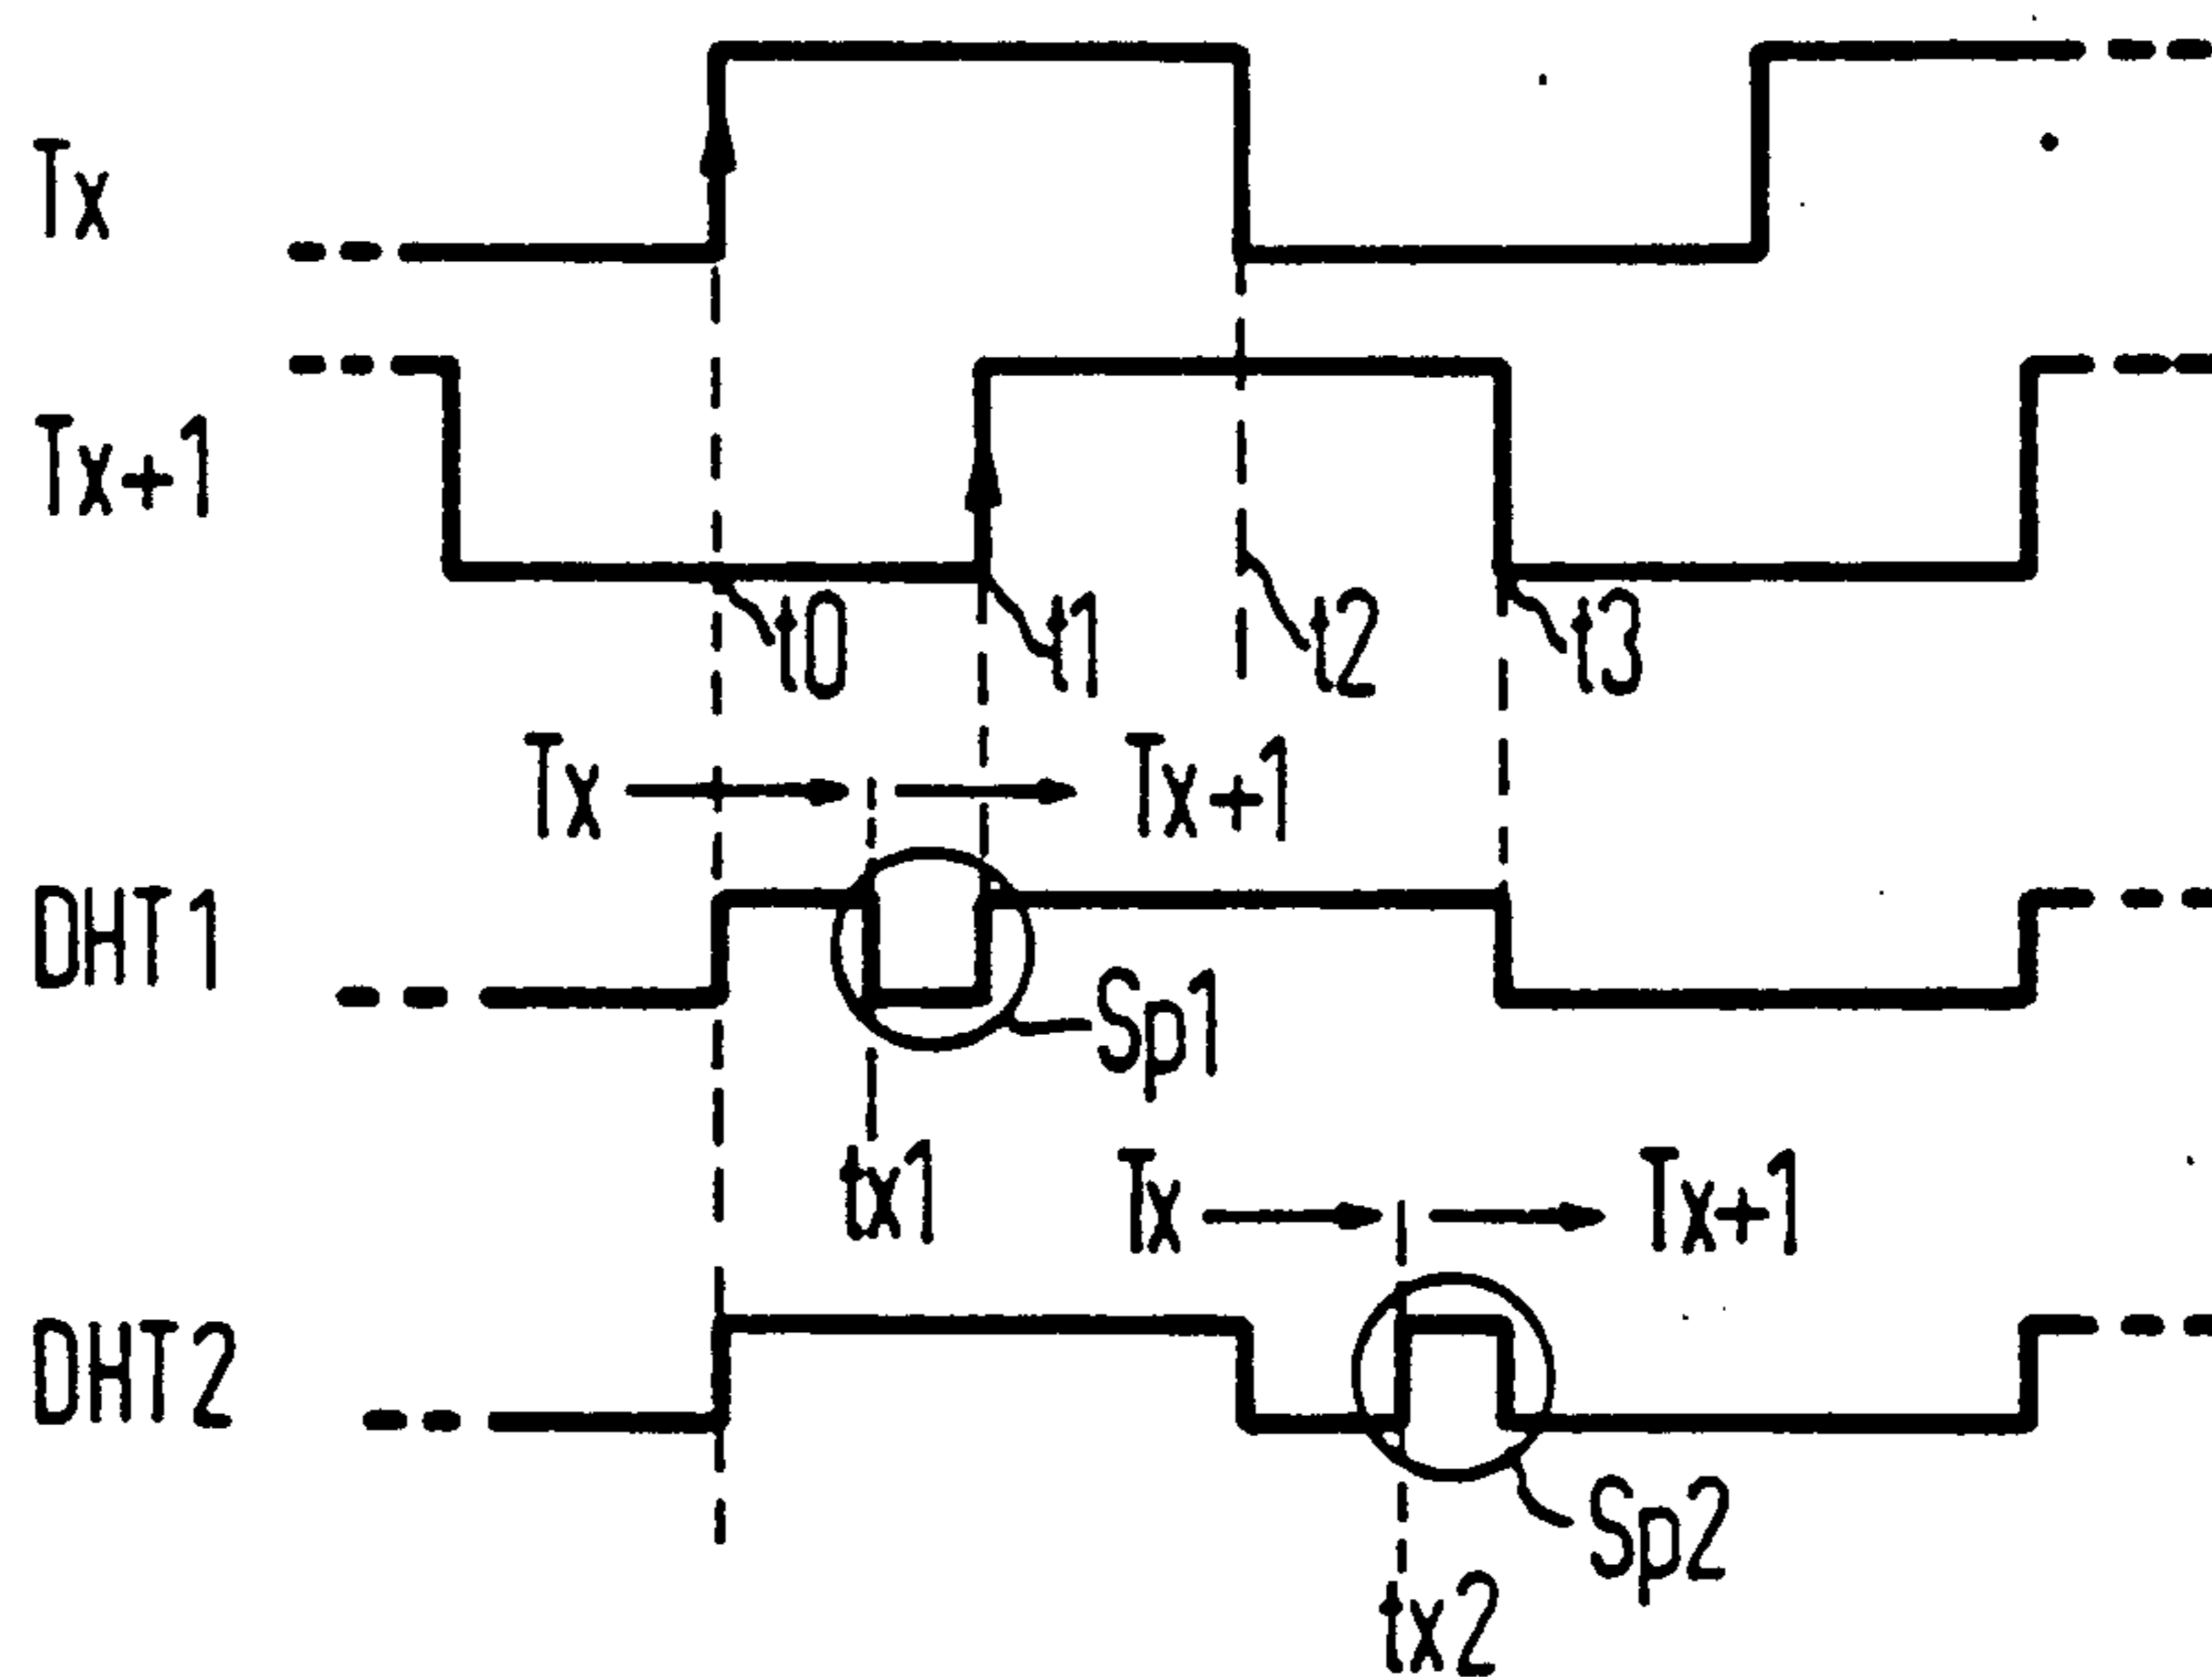 Tx
Tx+1
t0 t1 t2 t3
Tx Tx+1
DHT1
Sp1
tx1 Tx Tx+1
DHT2
Sp2
tx2